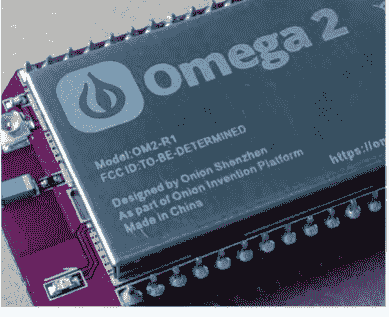 omega 2
Model:OM2-R1
FCC ID:TO-BE-DETERMINED
Designed by Onion Shenzhen
As part of Onion Invention Platform
Made in China
https://on